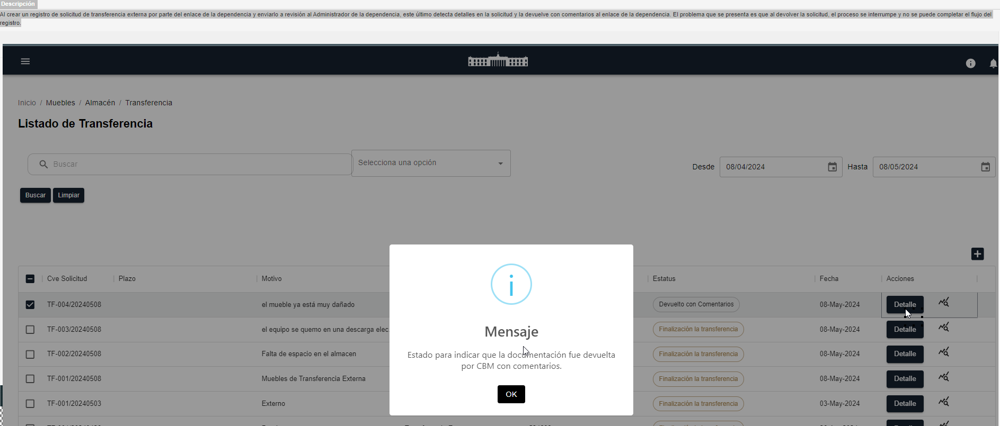 Descripción
Al crear un registro de solicitud de transferencia externa por parte del enlace de la dependencia y enviarlo a revisión al Administrador de la dependencia, este último detecta detalles en la solicitud y la devuelve con comentarios al enlace de la dependencia. El problema que se presenta es que al devolver la solicitud, el proceso se interrumpe y no se puede completar el flujo del
registro.
Inicio / Muebles / Almacén / Transferencia
Listado de Transferencia
Buscar
Selecciona una opción
Desde 08/04/2024 Hasta 08/05/2024
Buscar Limpiar
Cve Solicitud Plazo Motivo Estatus Fecha Acciones
TF-004/20240508 el mueble ya está muy dañado Devuelto con Comentarios 08-May-2024 Detalle
TF-003/20240508 el equipo se quemo en una descarga elec Finalización la transferencia 08-May-2024 Detalle
TF-002/20240508 Falta de espacio en el almacen Finalización la transferencia 08-May-2024 Detalle
TF-001/20240508 Muebles de Transferencia Externa Finalización la transferencia 08-May-2024 Detalle
TF-001/20240503 Externo Finalización la transferencia 03-May-2024 Detalle
Mensaje
Estado para indicar que la documentación fue devuelta
por CBM con comentarios.
OK